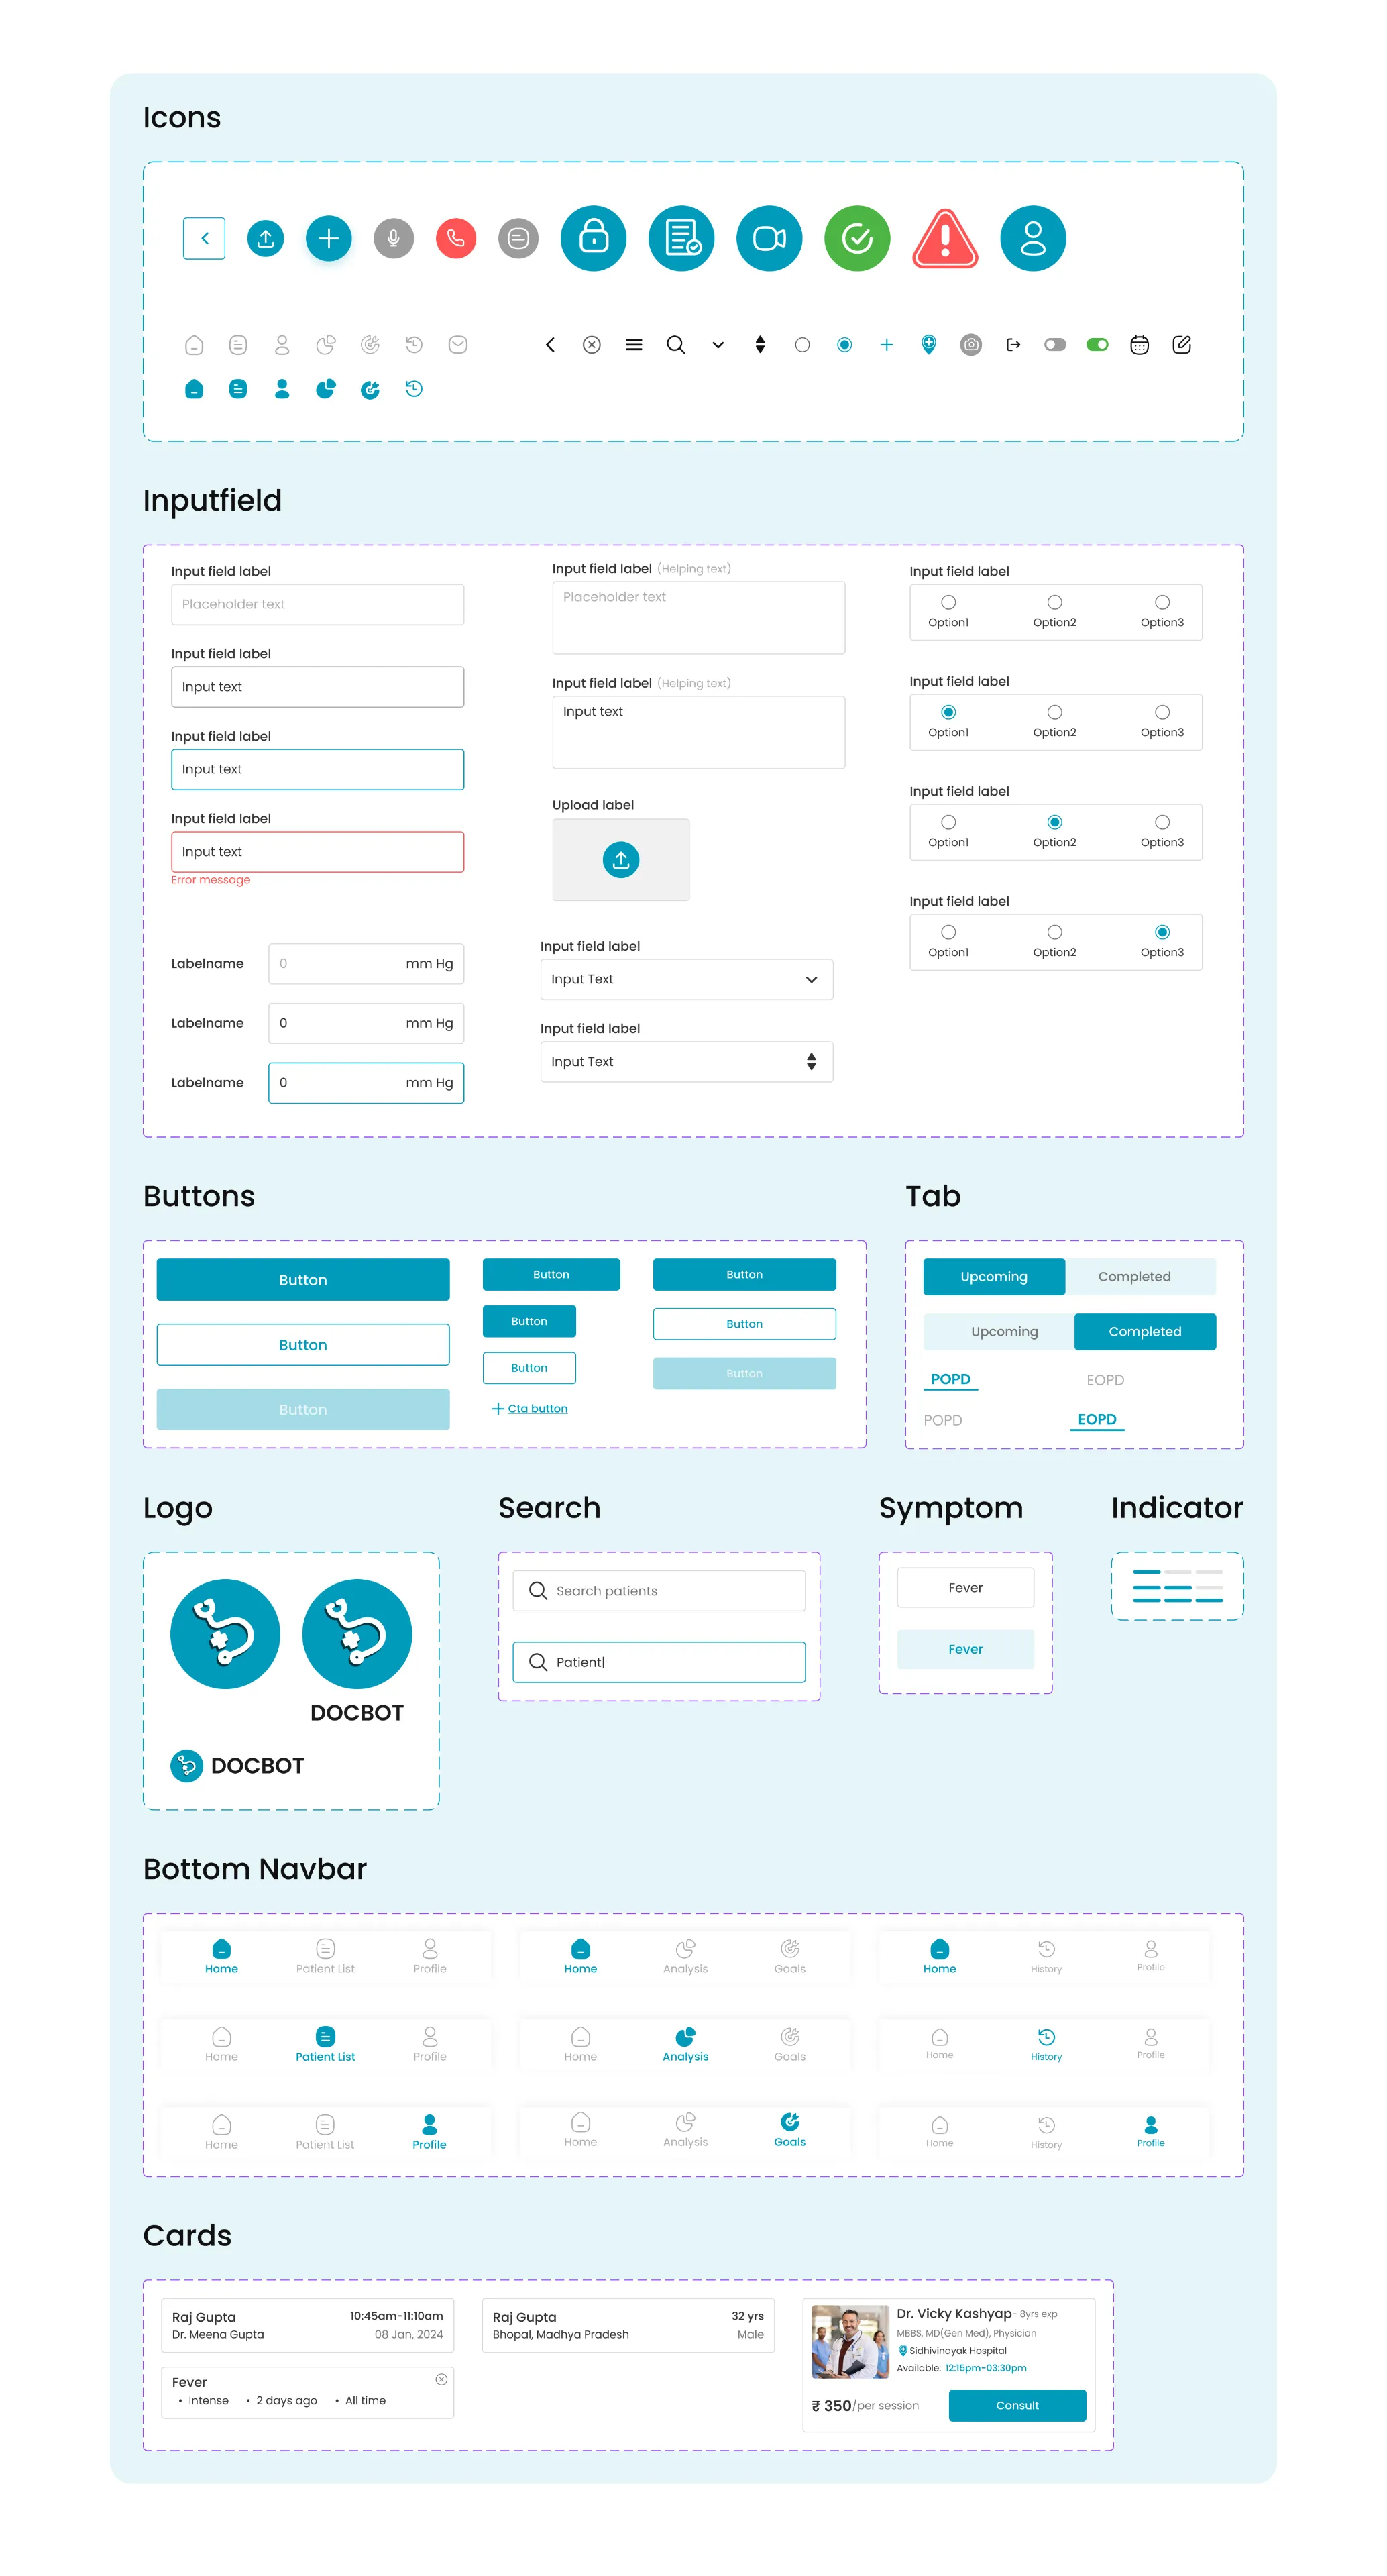 Icons
Inputfield
Input field label
Placeholder text
Input field label
Input text
Input field label
Input text
Input field label
Input text
Error message
Labelname 0 mm Hg
Labelname 0 mm Hg
Labelname 0 mm Hg
Input field label (Helping text)
Placeholder text
Input field label (Helping text)
Input text
Upload label
Input field label
Input Text
Input field label
Input Text
Input field label
Option1 Option2 Option3
Input field label
Option1 Option2 Option3
Input field label
Option1 Option2 Option3
Input field label
Option1 Option2 Option3
Buttons
Button
Button
Button
Button
Button
Button
Cta button
Button
Button
Button
Tab
Upcoming Completed
Upcoming Completed
POPD EOPD
POPD EOPD
Logo
DOCBOT
DOCBOT
Search
Search patients
Patient|
Symptom
Fever
Fever
Indicator
Bottom Navbar
Home Patient List Profile
Home Analysis Goals
Home History Profile
Home Patient List Profile
Home Analysis Goals
Home History Profile
Home Patient List Profile
Home Analysis Goals
Home History Profile
Cards
Raj Gupta 10:45am-11:10am
Dr. Meena Gupta 08 Jan, 2024
Fever
• Intense • 2 days ago • All time
Raj Gupta 32 yrs
Bhopal, Madhya Pradesh Male
Dr. Vicky Kashyap- 8yrs exp
MBBS, MD(Gen Med), Physician
Sidhivinayak Hospital
Available: 12:15pm-03:30pm
₹ 350/per session Consult